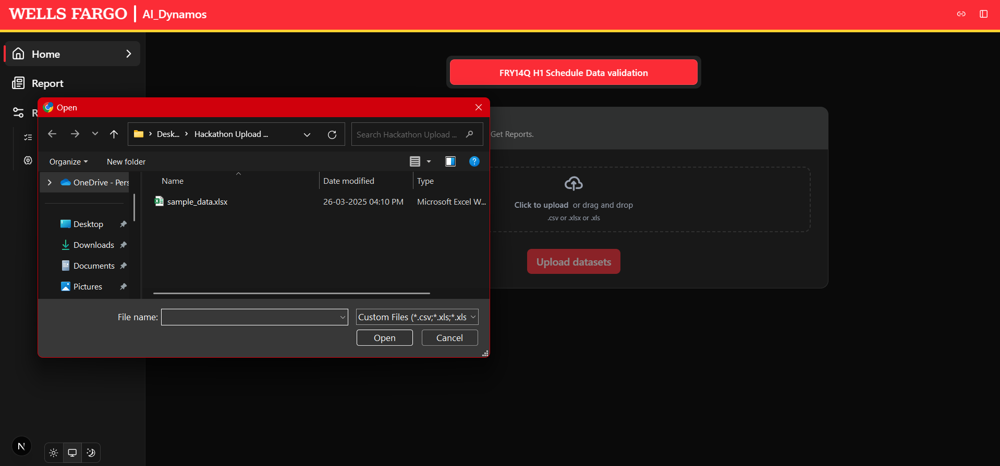 WELLS FARGO AI_Dynamos
Home
Report
R
FRY14Q H1 Schedule Data validation
Get Reports.
Click to upload or drag and drop
.csv or .xlsx or .xls
Upload datasets
Open
Desk... Hackathon Upload ...
Search Hackathon Upload ...
Organize New folder
?
OneDrive - Pers
Desktop
Downloads
Documents
Pictures
Name Date modified Type
sample_data.xlsx 26-03-2025 04:10 PM Microsoft Excel W...
File name: Custom Files (*.csv;*.xls;*.xls
Open Cancel
N